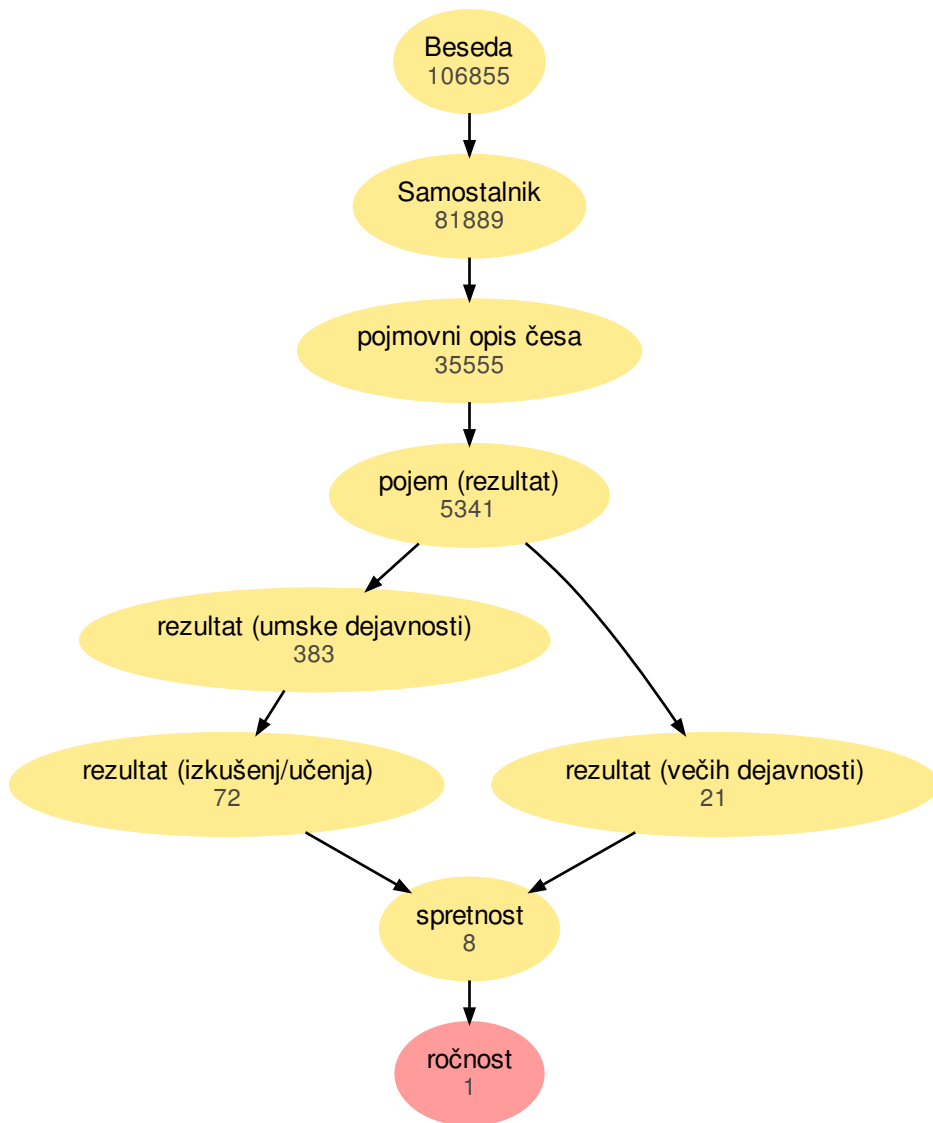 Beseda
106855
Samostalnik
81889
pojmovni opis česa
35555
pojem (rezultat)
5341
rezultat (umske dejavnosti)
383
rezultat (izkušenj/učenja)
72
rezultat (večih dejavnosti)
21
spretnost
8
ročnost
1